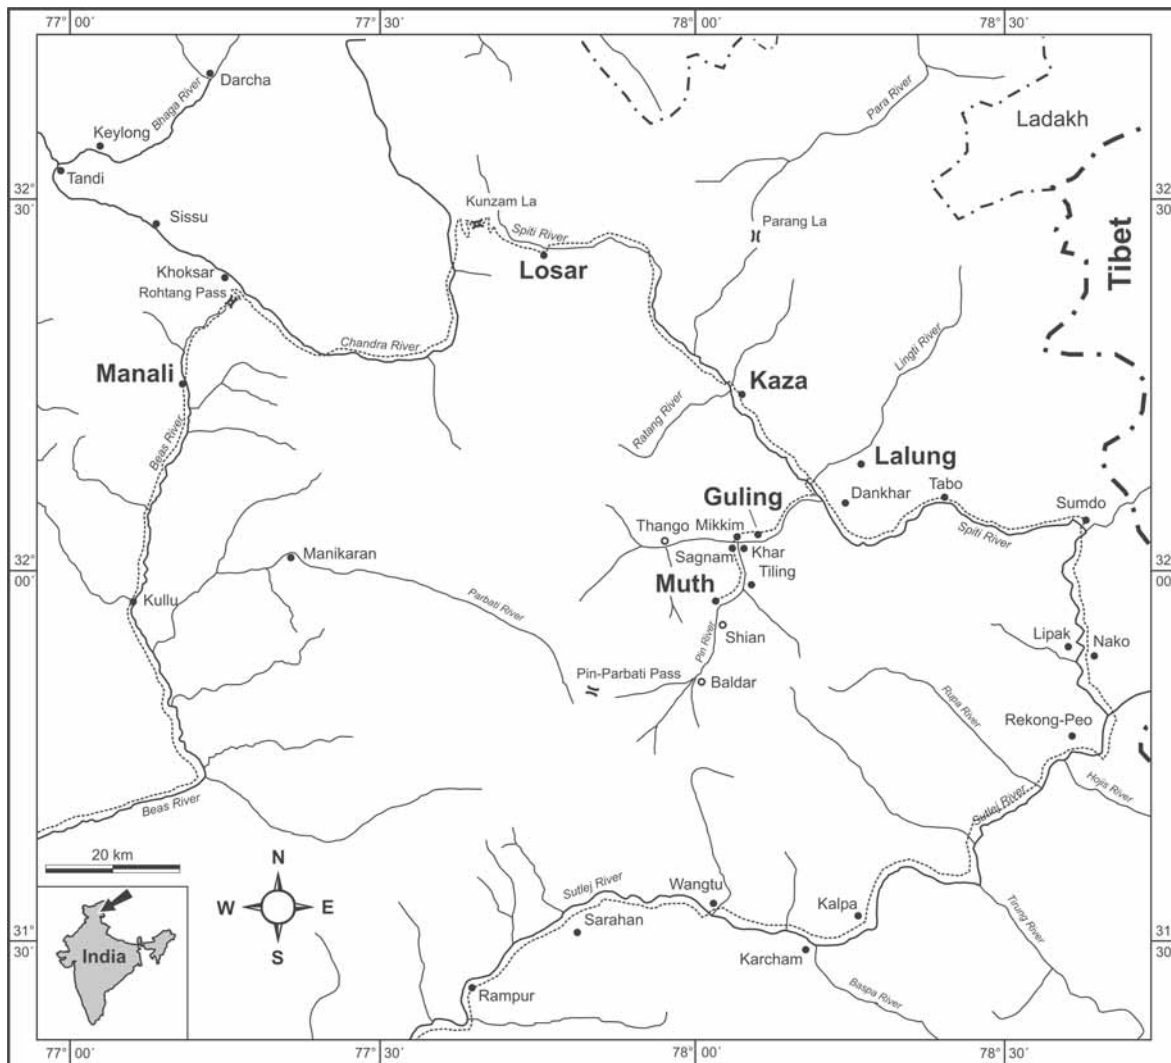 77° 00´
77° 30´
78° 00´
78° 30´
Darcha
Bhaga River
Keylong
Tandi
Para River
Ladakh
32°
30´
32°
30´
Sissu
Kunzam La
Spiti River
Parang La
Losar
Tibet
Khoksar
Rohtang Pass
Chandra River
Lingti River
Manali
Kaza
Ratang River
Beas River
Lalung
Guling
Dankhar
Tabo
Sumdo
Thango
Mikkim
Spiti River
Manikaran
Sagnam
Khar
32°
00´
32°
00´
Tiling
Muth
Kullu
Parbati River
Pin River
Shian
Lipak
Nako
Pin-Parbati Pass
Baldar
Rupa River
Rekong-Peo
Hojis River
Beas River
Sutlej River
20 km
N
W
E
S
Sutlej River
Wangtu
Kalpa
Sarahan
Tirung River
31°
30´
31°
30´
Karcham
India
Rampur
Baspa River
77° 00´
77° 30´
78° 00´
78° 30´